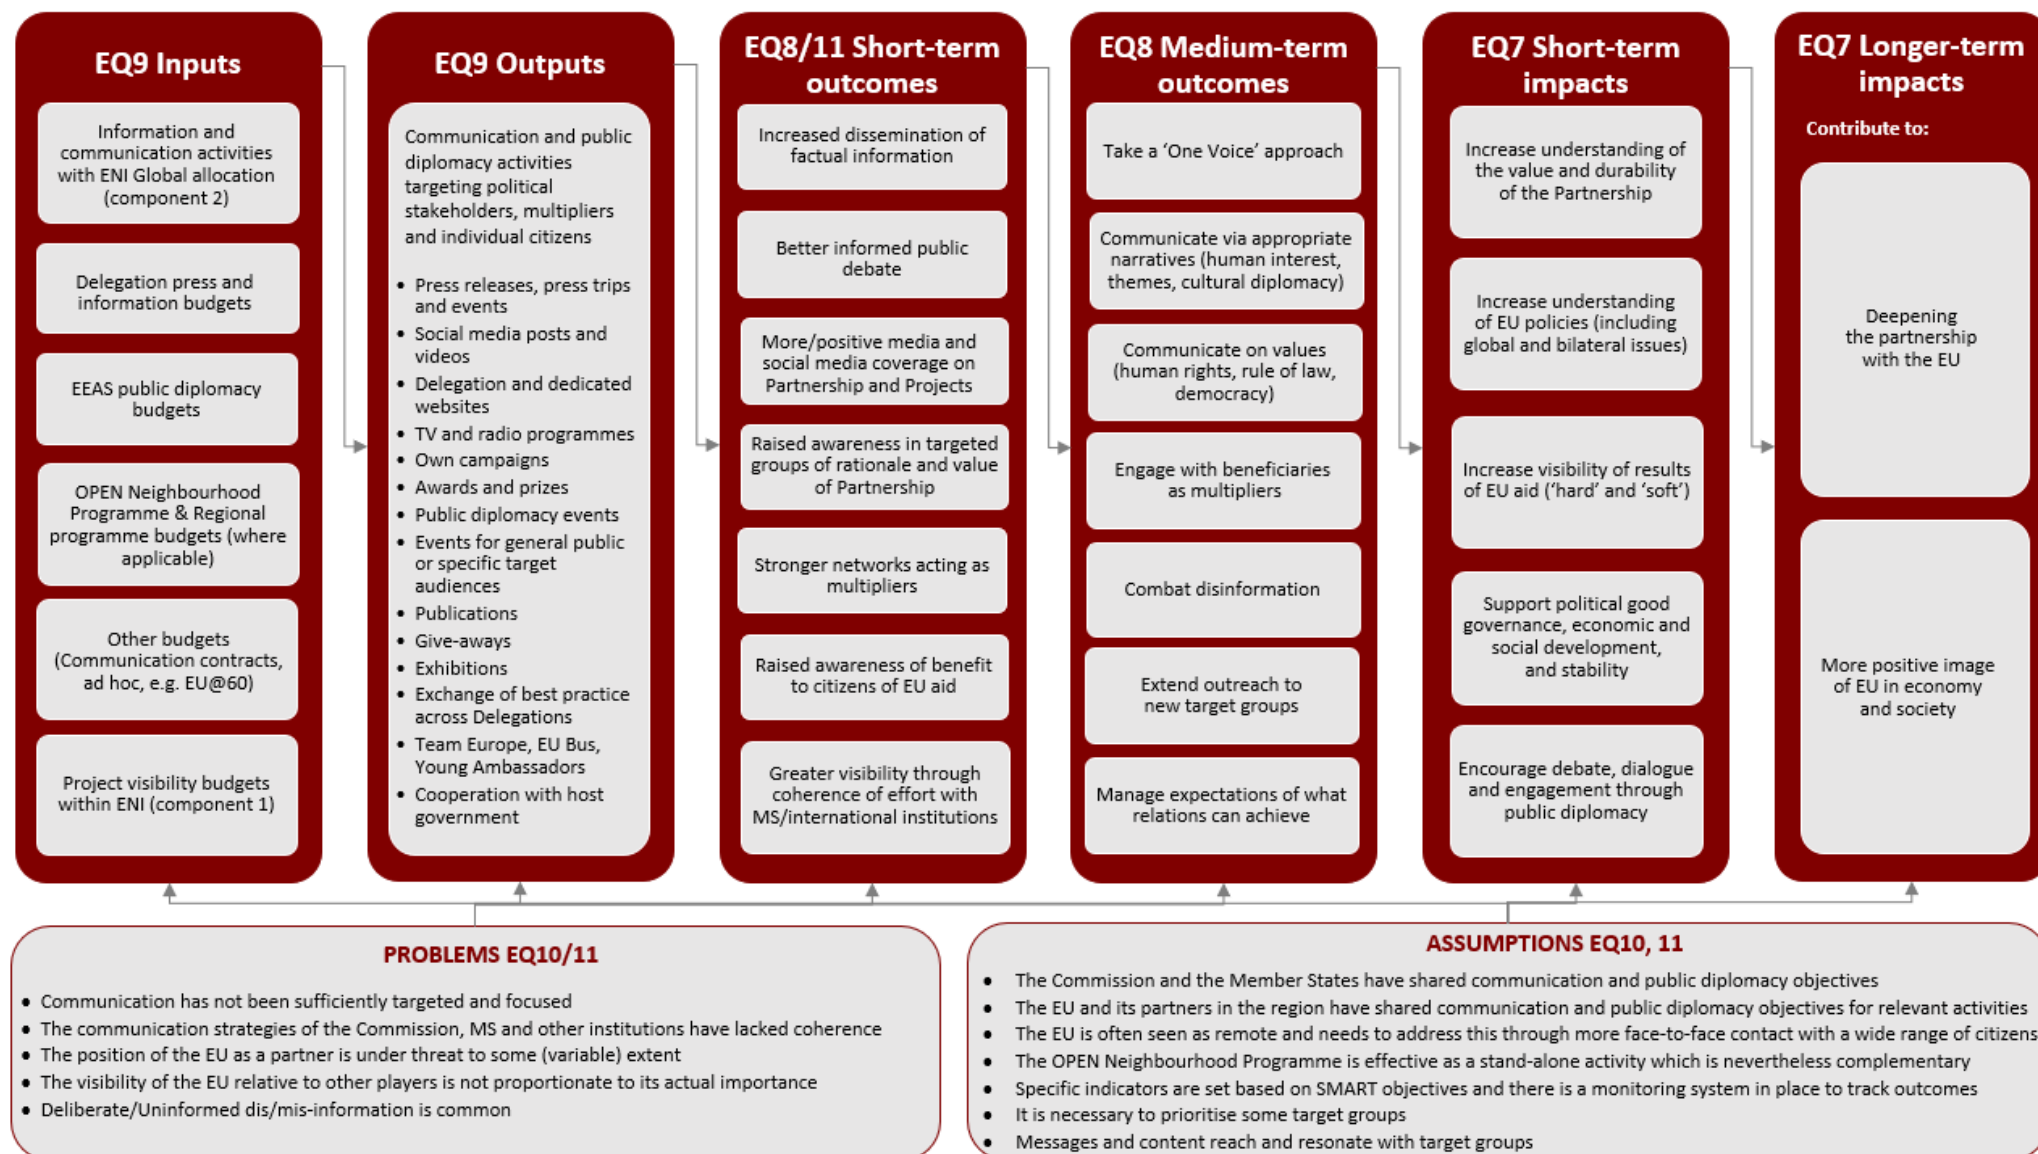 EQ9 Inputs
Information and
communication activities
with ENI Global allocation
(component 2)
Delegation press and
information budgets
EEAS public diplomacy
budgets
OPEN Neighbourhood
Programme & Regional
programme budgets (where
applicable)
Other budgets
(Communication contracts,
ad hoc, e.g. EU@60)
Project visibility budgets
within ENI (component 1)
EQ9 Outputs
Communication and public
diplomacy activities
targeting political
stakeholders, multipliers
and individual citizens
• Press releases, press trips
and events
• Social media posts and
videos
• Delegation and dedicated
websites
• TV and radio programmes
• Own campaigns
• Awards and prizes
• Public diplomacy events
• Events for general public
or specific target
audiences
• Publications
• Give-aways
• Exhibitions
• Exchange of best practice
across Delegations
• Team Europe, EU Bus,
Young Ambassadors
• Cooperation with host
government
EQ8/11 Short-term
outcomes
Increased dissemination of
factual information
Better informed public
debate
More/positive media and
social media coverage on
Partnership and Projects
Raised awareness in targeted
groups of rationale and value
of Partnership
Stronger networks acting as
multipliers
Raised awareness of benefit
to citizens of EU aid
Greater visibility through
coherence of effort with
MS/international institutions
EQ8 Medium-term
outcomes
Take a ‘One Voice’ approach
Communicate via appropriate
narratives (human interest,
themes, cultural diplomacy)
Communicate on values
(human rights, rule of law,
democracy)
Engage with beneficiaries
as multipliers
Combat disinformation
Extend outreach to
new target groups
Manage expectations of what
relations can achieve
EQ7 Short-term
impacts
Increase understanding of
the value and durability
of the Partnership
Increase understanding
of EU policies (including
global and bilateral issues)
Increase visibility of results
of EU aid (‘hard’ and ‘soft’)
Support political good
governance, economic and
social development,
and stability
Encourage debate, dialogue
and engagement through
public diplomacy
EQ7 Longer-term
impacts
Contribute to:
Deepening
the partnership
with the EU
More positive image
of EU in economy
and society
PROBLEMS EQ10/11
• Communication has not been sufficiently targeted and focused
• The communication strategies of the Commission, MS and other institutions have lacked coherence
• The position of the EU as a partner is under threat to some (variable) extent
• The visibility of the EU relative to other players is not proportionate to its actual importance
• Deliberate/Uninformed dis/mis-information is common
ASSUMPTIONS EQ10, 11
• The Commission and the Member States have shared communication and public diplomacy objectives
• The EU and its partners in the region have shared communication and public diplomacy objectives for relevant activities
• The EU is often seen as remote and needs to address this through more face-to-face contact with a wide range of citizens
• The OPEN Neighbourhood Programme is effective as a stand-alone activity which is nevertheless complementary
• Specific indicators are set based on SMART objectives and there is a monitoring system in place to track outcomes
• It is necessary to prioritise some target groups
• Messages and content reach and resonate with target groups